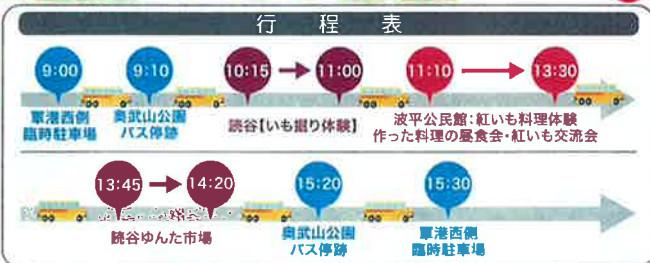 行程表
9:00
9:10
10:15 → 11:00
11:10 → 13:30
軍港西側
臨時駐車場
奥武山公園
バス停跡
読谷【いも掘り体験】
波平公民館：紅いも料理体験
作った料理の昼食会・紅いも交流会
13:45 → 14:20
15:20
15:30
読谷ゆんた市場
奥武山公園
バス停跡
軍港西側
臨時駐車場